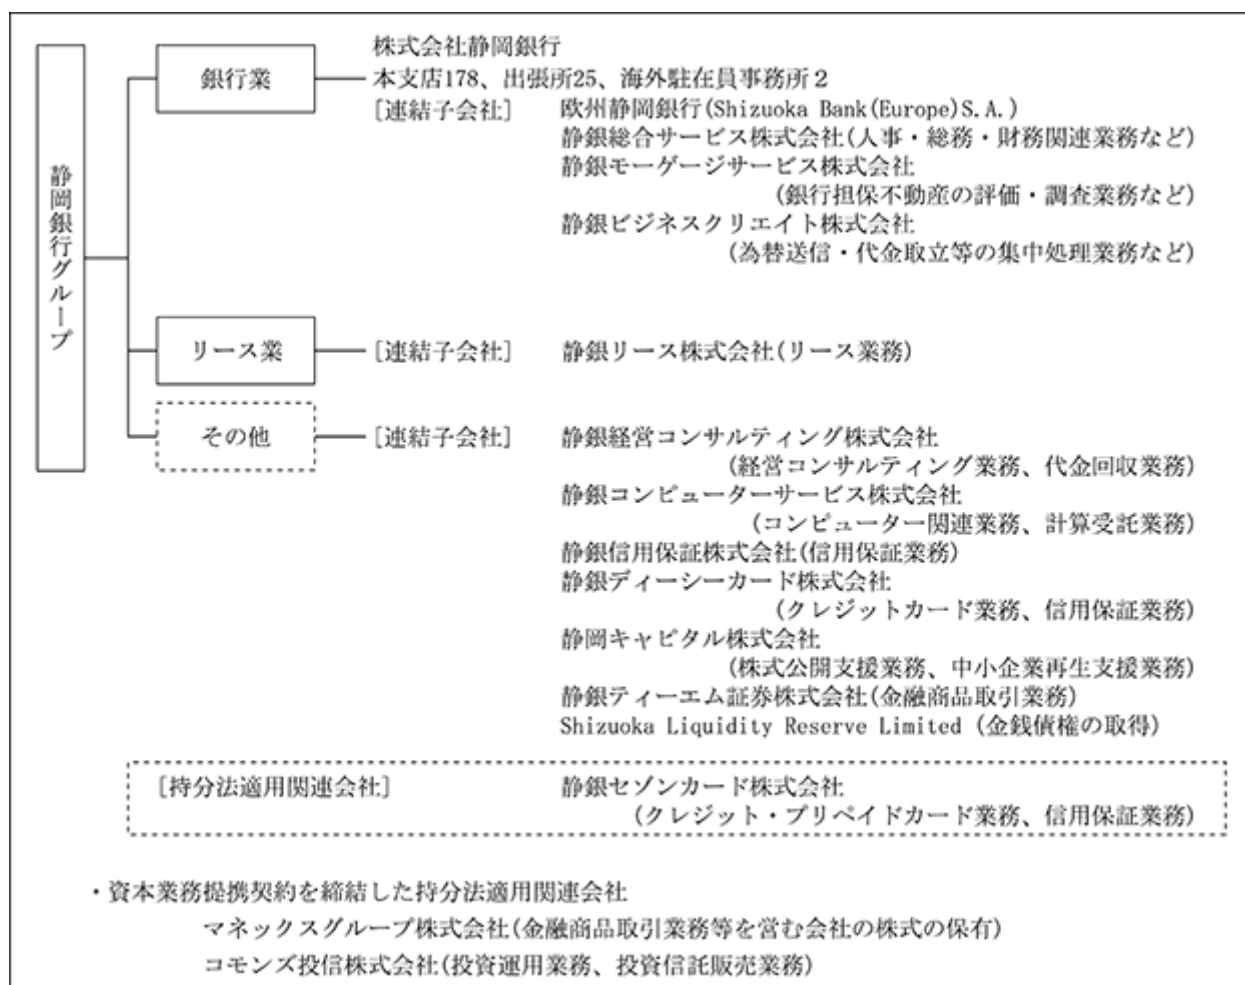 静岡銀行グループ
銀行業
株式会社静岡銀行
本支店178、出張所25、海外駐在員事務所２
[連結子会社] 欧州静岡銀行(Shizuoka Bank(Europe)S.A.)
静銀総合サービス株式会社(人事・総務・財務関連業務など)
静銀モーゲージサービス株式会社
(銀行担保不動産の評価・調査業務など)
静銀ビジネスクリエイト株式会社
(為替送信・代金取立等の集中処理業務など)
リース業 [連結子会社] 静銀リース株式会社(リース業務)
その他 [連結子会社] 静銀経営コンサルティング株式会社
(経営コンサルティング業務、代金回収業務)
静銀コンピューターサービス株式会社
(コンピューター関連業務、計算受託業務)
静銀信用保証株式会社(信用保証業務)
静銀ディーシーカード株式会社
(クレジットカード業務、信用保証業務)
静岡キャピタル株式会社
(株式公開支援業務、中小企業再生支援業務)
静銀ティーエム証券株式会社(金融商品取引業務)
Shizuoka Liquidity Reserve Limited (金銭債権の取得)
[持分法適用関連会社] 静銀セゾンカード株式会社
(クレジット・プリペイドカード業務、信用保証業務)
・資本業務提携契約を締結した持分法適用関連会社
マネックスグループ株式会社(金融商品取引業務等を営む会社の株式の保有)
コモンズ投信株式会社(投資運用業務、投資信託販売業務)